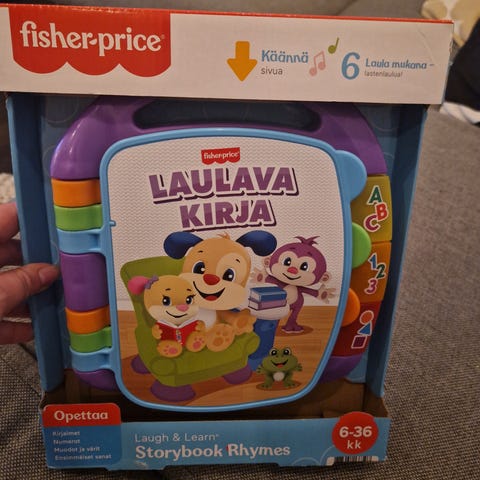 fisher-price
Käännä
sivua
6 Laula mukana -
lastenlaulua!
fisher-price
LAULAVA
KIRJA
A
B
C
1
2
3
Opettaa
Kirjaimet
Numerot
Muodot ja värit
Ensimmäiset sanat
Laugh & Learn
Storybook Rhymes
6-36
kk